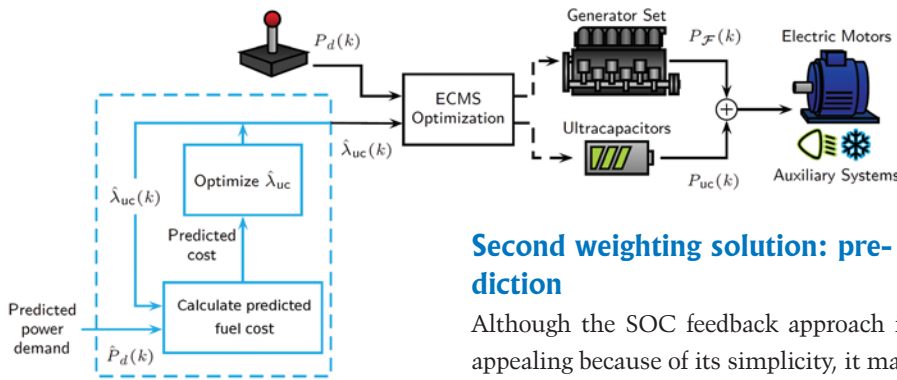 Generator Set
P_d(k)
P_𝓕(k)
Electric Motors
ECMS
Optimization
Ultracapacitors
λ̂_uc(k)
P_uc(k)
Auxiliary Systems
λ̂_uc(k)
Optimize λ̂_uc
Predicted
cost
Calculate predicted
fuel cost
Predicted
power
demand
P̂_d(k)
Second weighting solution: pre-
diction
Although the SOC feedback approach
appealing because of its simplicity, it